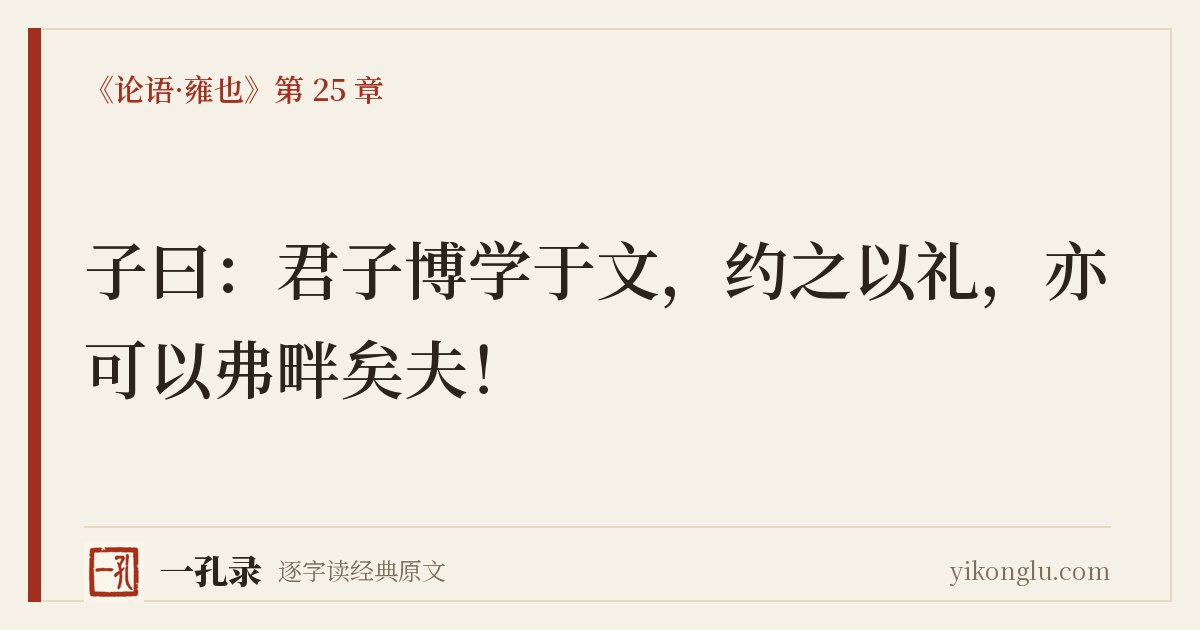 《论语·雍也》第 25 章
子曰：君子博学于文，约之以礼，亦
可以弗畔矣夫！
一孔
一孔录 逐字读经典原文
yikonglu.com